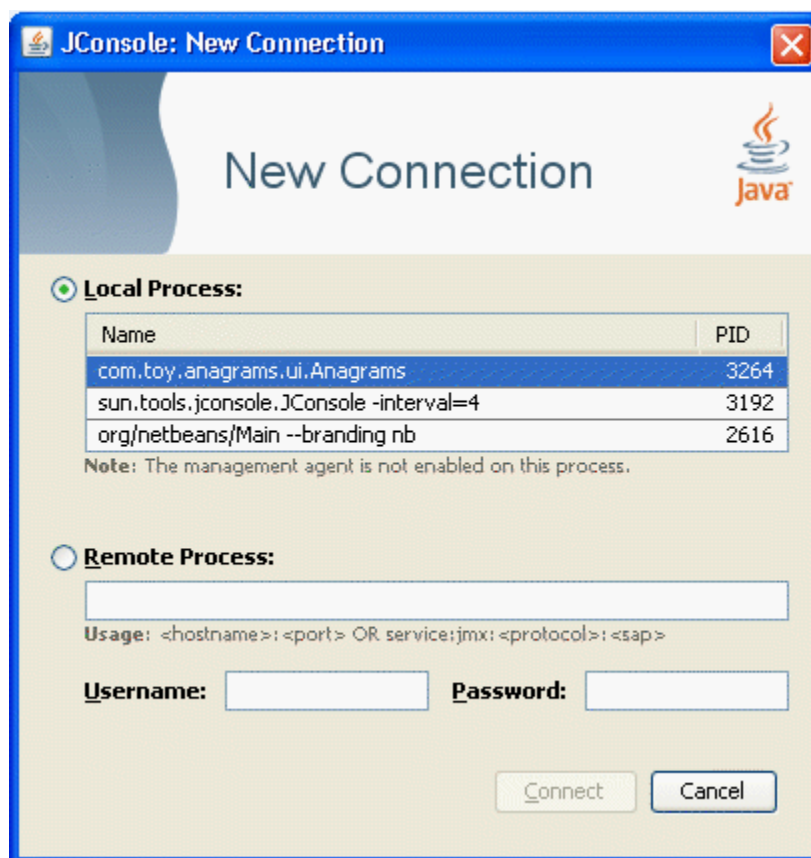 JConsole: New Connection
New Connection
Java
Local Process:
Name PID
com.toy.anagrams.ui.Anagrams 3264
sun.tools.jconsole.JConsole -interval=4 3192
org/netbeans/Main --branding nb 2616
Note: The management agent is not enabled on this process.
Remote Process:
Usage: <hostname>:<port> OR service:jmx:<protocol>:<sap>
Username: Password:
Connect Cancel